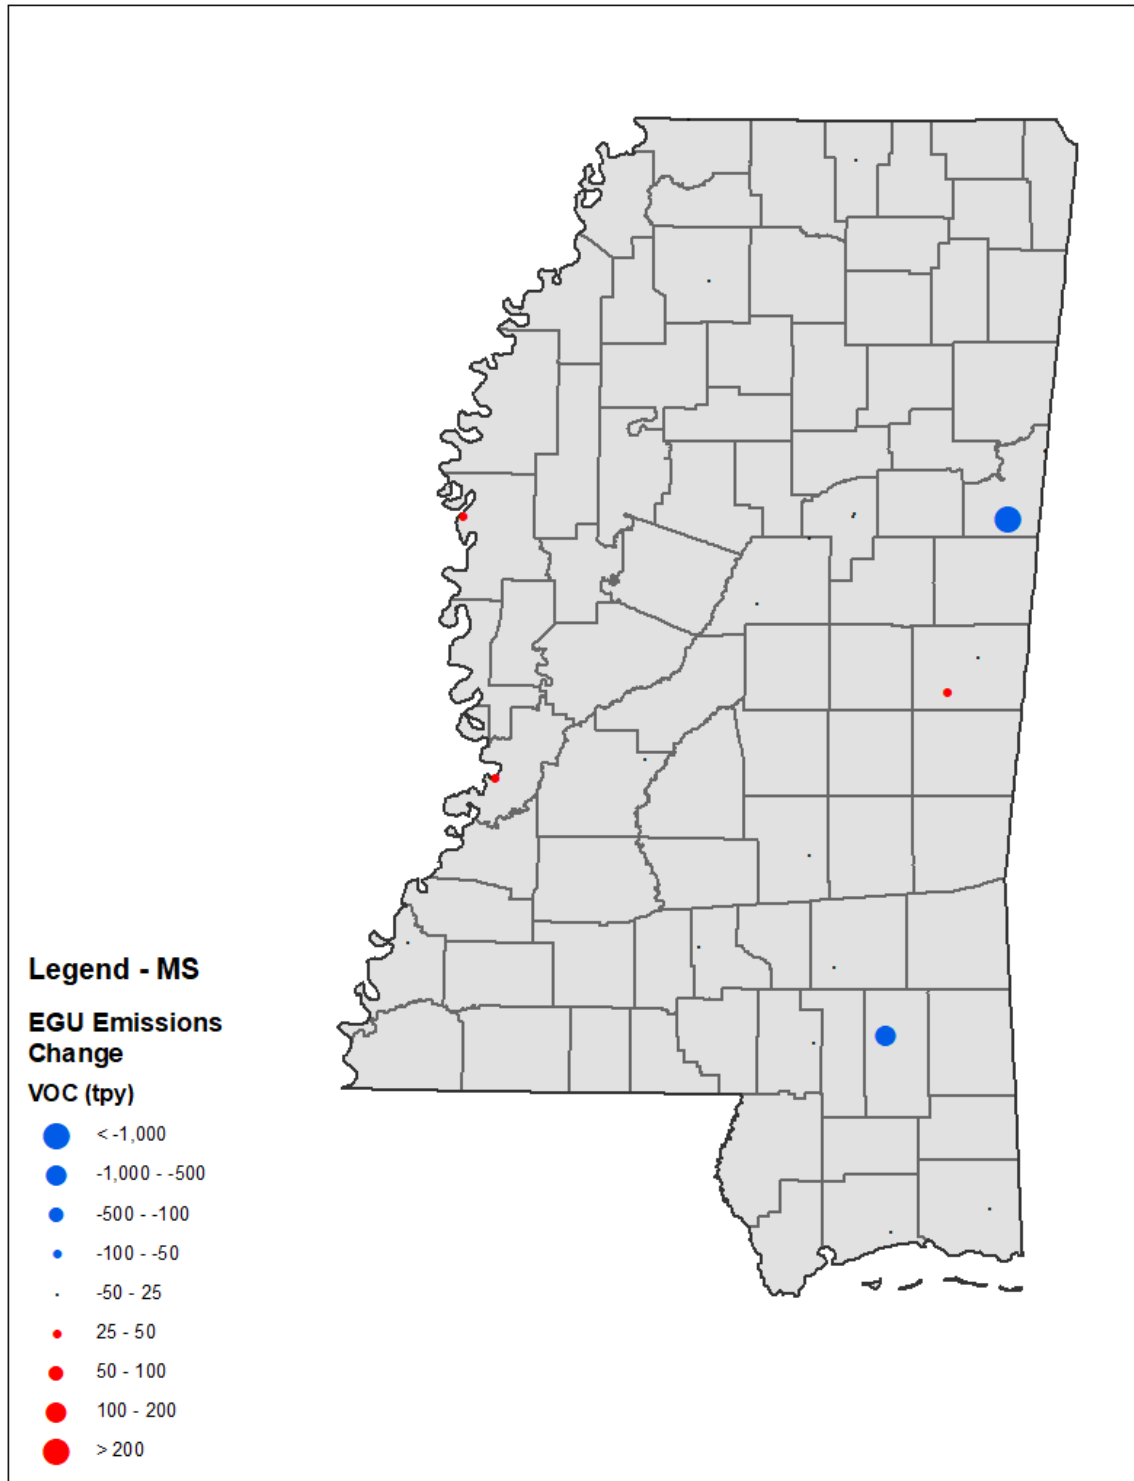 Legend - MS
EGU Emissions
Change
VOC (tpy)
< -1,000
-1,000 - -500
-500 - -100
-100 - -50
-50 - 25
25 - 50
50 - 100
100 - 200
> 200